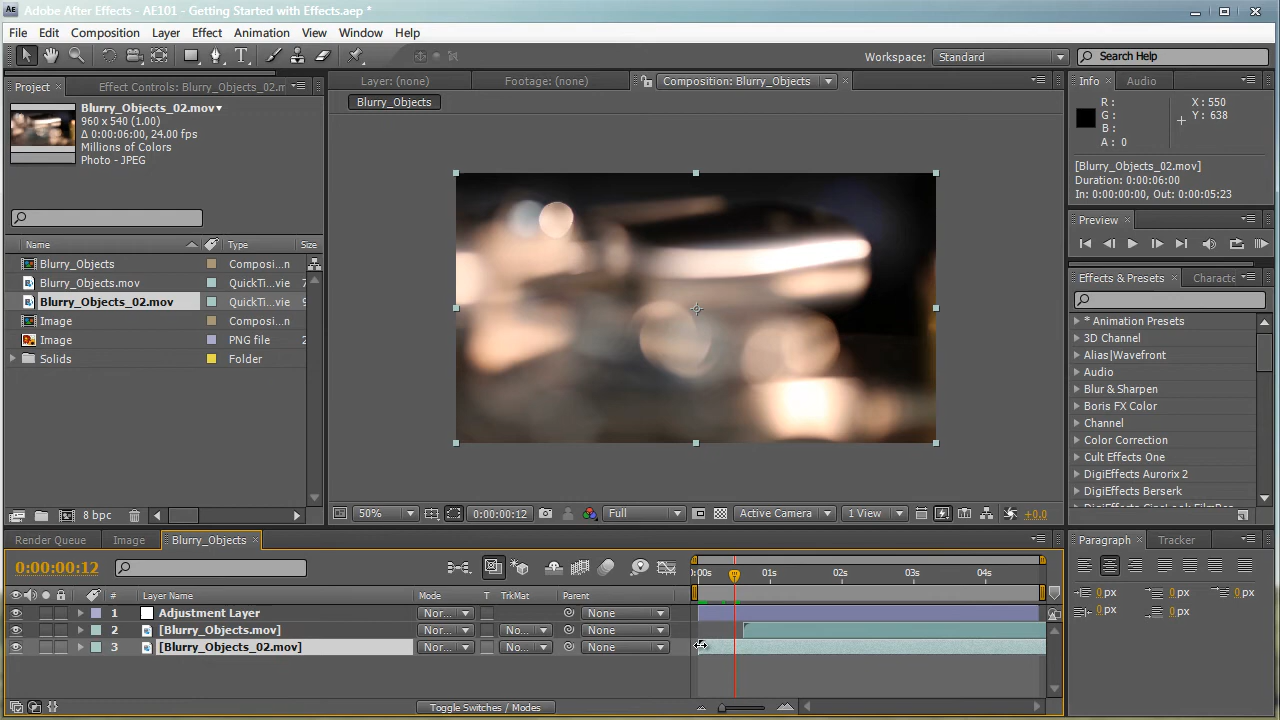 Adobe After Effects - AE101 - Getting Started with Effects.aep *
File Edit Composition Layer Effect Animation View Window Help
Workspace: Standard Search Help
Project Effect Controls: Blurry_Objects_02.m
Layer: (none) Footage: (none) Composition: Blurry_Objects
Info Audio
Blurry_Objects_02.mov
960 x 540 (1.00)
Δ 0:00:06:00, 24.00 fps
Millions of Colors
Photo - JPEG
Blurry_Objects
R :
G :
B :
A : 0
X : 550
Y : 638
[Blurry_Objects_02.mov]
Duration: 0:00:06:00
In: 0:00:00:00, Out: 0:00:05:23
Preview
Name Type Size
Blurry_Objects Composi...n
Blurry_Objects.mov QuickTi...vie 7
Blurry_Objects_02.mov QuickTi...vie 9
Image Composi...n
Image PNG file 2
Solids Folder
Effects & Presets Characte
* Animation Presets
3D Channel
Alias|Wavefront
Audio
Blur & Sharpen
Boris FX Color
Channel
Color Correction
Cult Effects One
DigiEffects Aurorix 2
DigiEffects Berserk
8 bpc
50% 0:00:00:12 Full Active Camera 1 View +0.0
Render Queue Image Blurry_Objects
Paragraph Tracker
0:00:00:12
:00s 01s 02s 03s 04s
# Layer Name Mode T TrkMat Parent
1 Adjustment Layer Nor... None
2 [Blurry_Objects.mov] Nor... No... None
3 [Blurry_Objects_02.mov] Nor... No... None
0 px 0 px 0 px
0 px 0 px
Toggle Switches / Modes